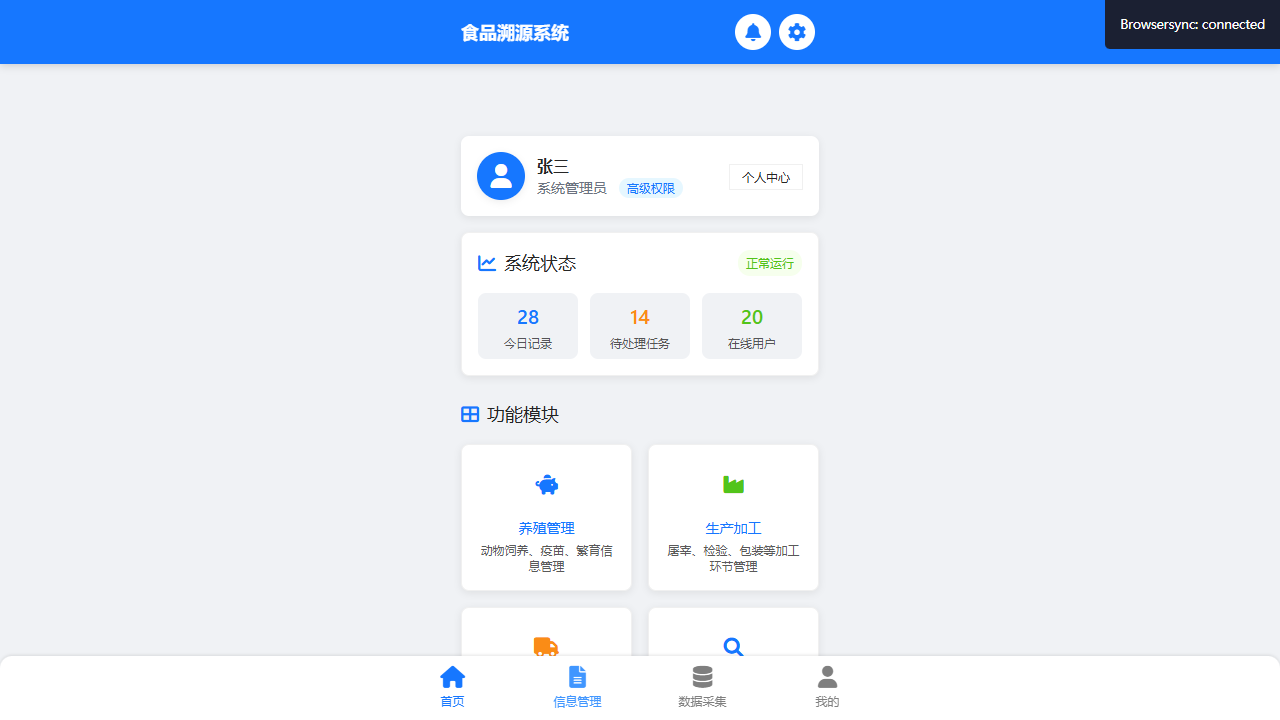 食品溯源系统
Browsersync: connected
张三
系统管理员 高级权限
个人中心
系统状态
正常运行
28
今日记录
14
待处理任务
20
在线用户
功能模块
养殖管理
动物饲养、疫苗、繁育信
息管理
生产加工
屠宰、检验、包装等加工
环节管理
首页
信息管理
数据采集
我的